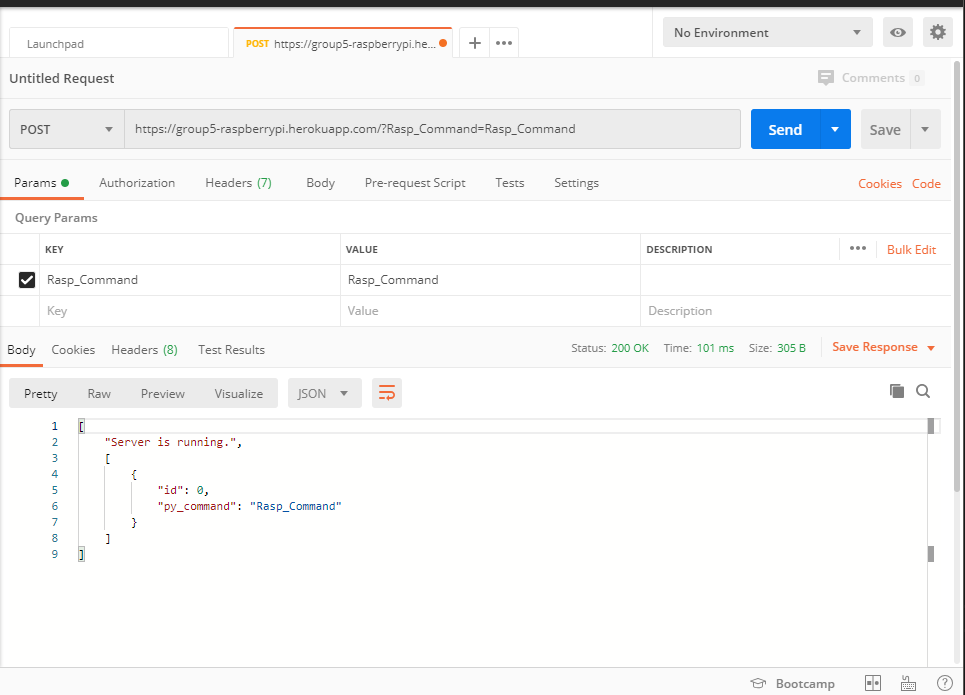 Launchpad
POST https://group5-raspberrypi.he...
No Environment
Untitled Request
Comments 0
POST
https://group5-raspberrypi.herokuapp.com/?Rasp_Command=Rasp_Command
Send
Save
Params
Authorization
Headers (7)
Body
Pre-request Script
Tests
Settings
Cookies
Code
Query Params
KEY
VALUE
DESCRIPTION
Bulk Edit
Rasp_Command
Rasp_Command
Key
Value
Description
Body
Cookies
Headers (8)
Test Results
Status: 200 OK
Time: 101 ms
Size: 305 B
Save Response
Pretty
Raw
Preview
Visualize
JSON
1 [
2 "Server is running.",
3 [
4 {
5 "id": 0,
6 "py_command": "Rasp_Command"
7 }
8 ]
9 ]
Bootcamp